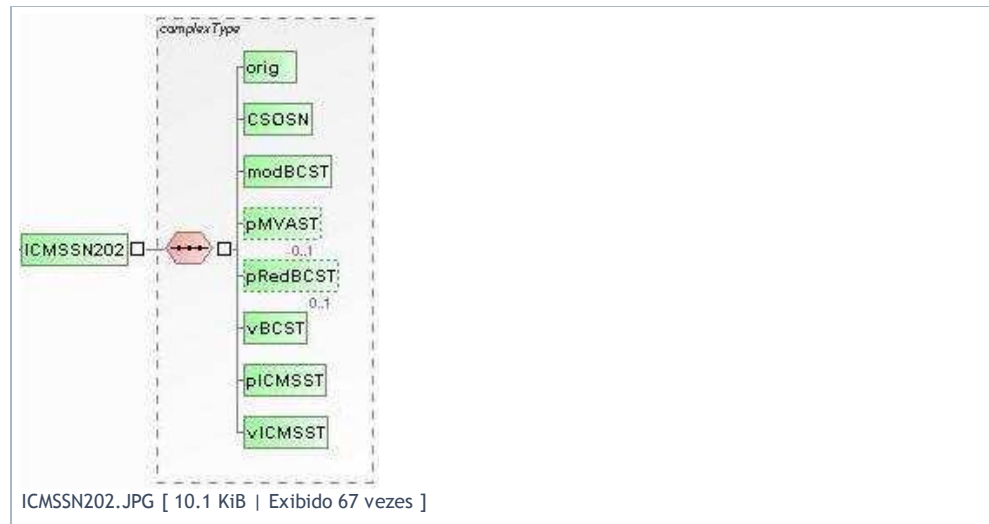 complexType
orig
CSOSN
modBCST
pMVAST
0..1
ICMSSN202
pRedBCST
0..1
vBCST
pICMSST
vICMSST
ICMSSN202.JPG [ 10.1 KiB | Exibido 67 vezes ]